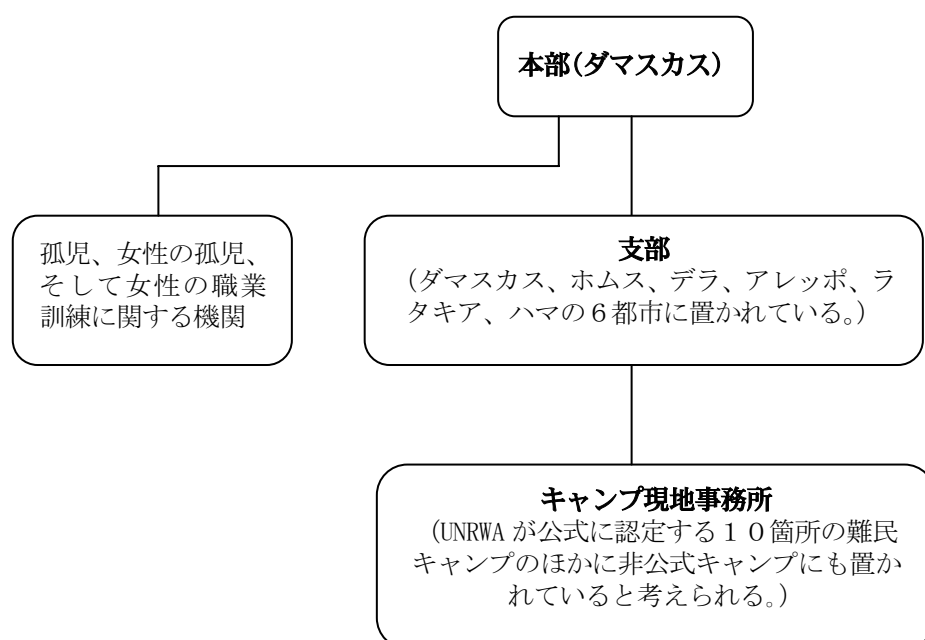 本部(ダマスカス)
孤児、女性の孤児、
そして女性の職業
訓練に関する機関
支部
(ダマスカス、ホムス、デラ、アレッポ、ラ
タキア、ハマの６都市に置かれている。)
キャンプ現地事務所
(UNRWA が公式に認定する１０箇所の難民
キャンプのほかに非公式キャンプにも置か
れていると考えられる。)